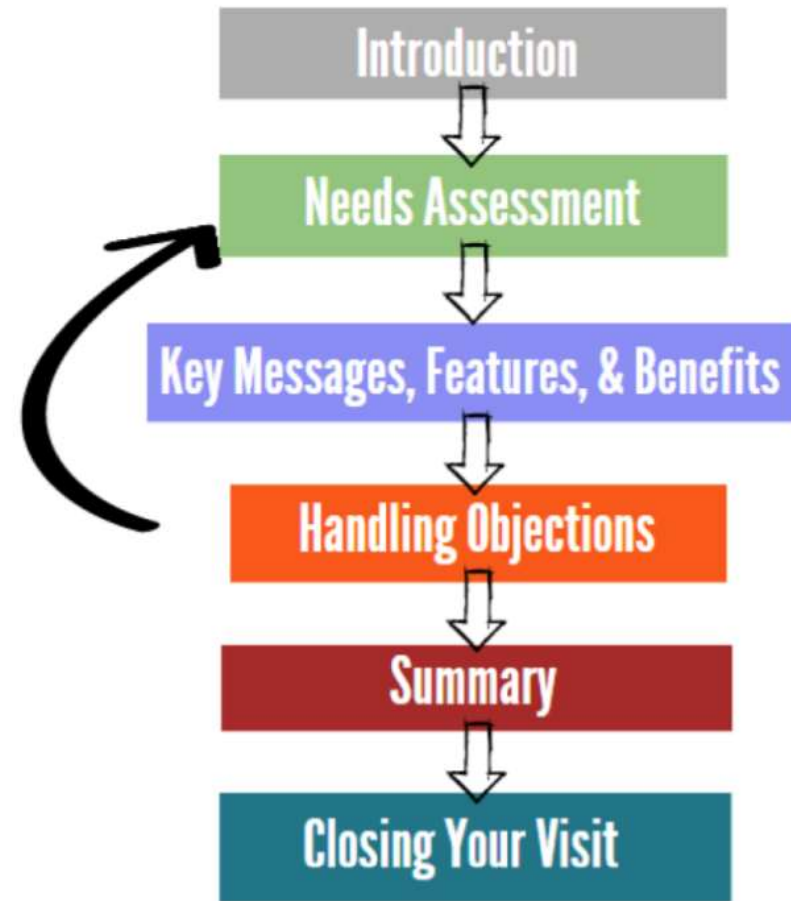 Introduction
Needs Assessment
Key Messages, Features, & Benefits
Handling Objections
Summary
Closing Your Visit